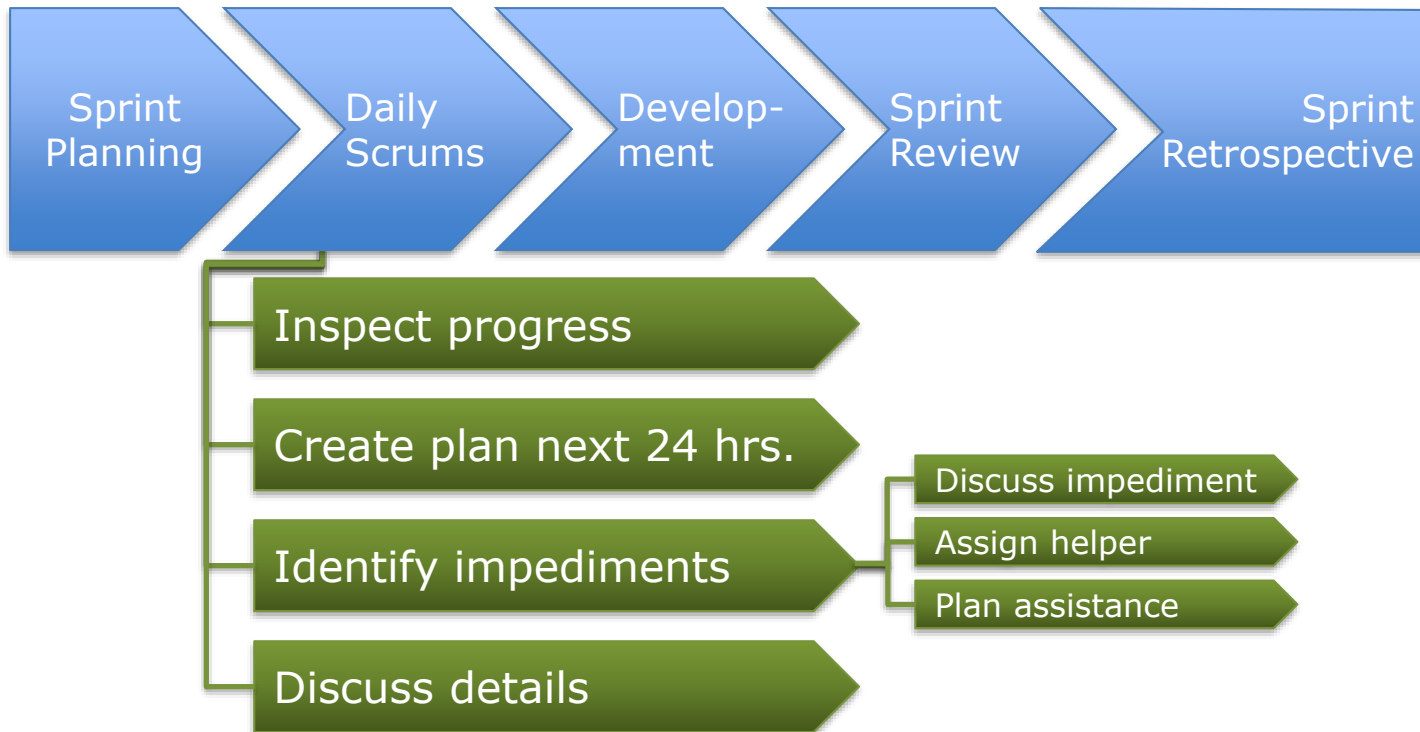 Sprint
Planning
Daily
Scrums
Develop-
ment
Sprint
Review
Sprint
Retrospective
Inspect progress
Create plan next 24 hrs.
Identify impediments
Discuss impediment
Assign helper
Plan assistance
Discuss details